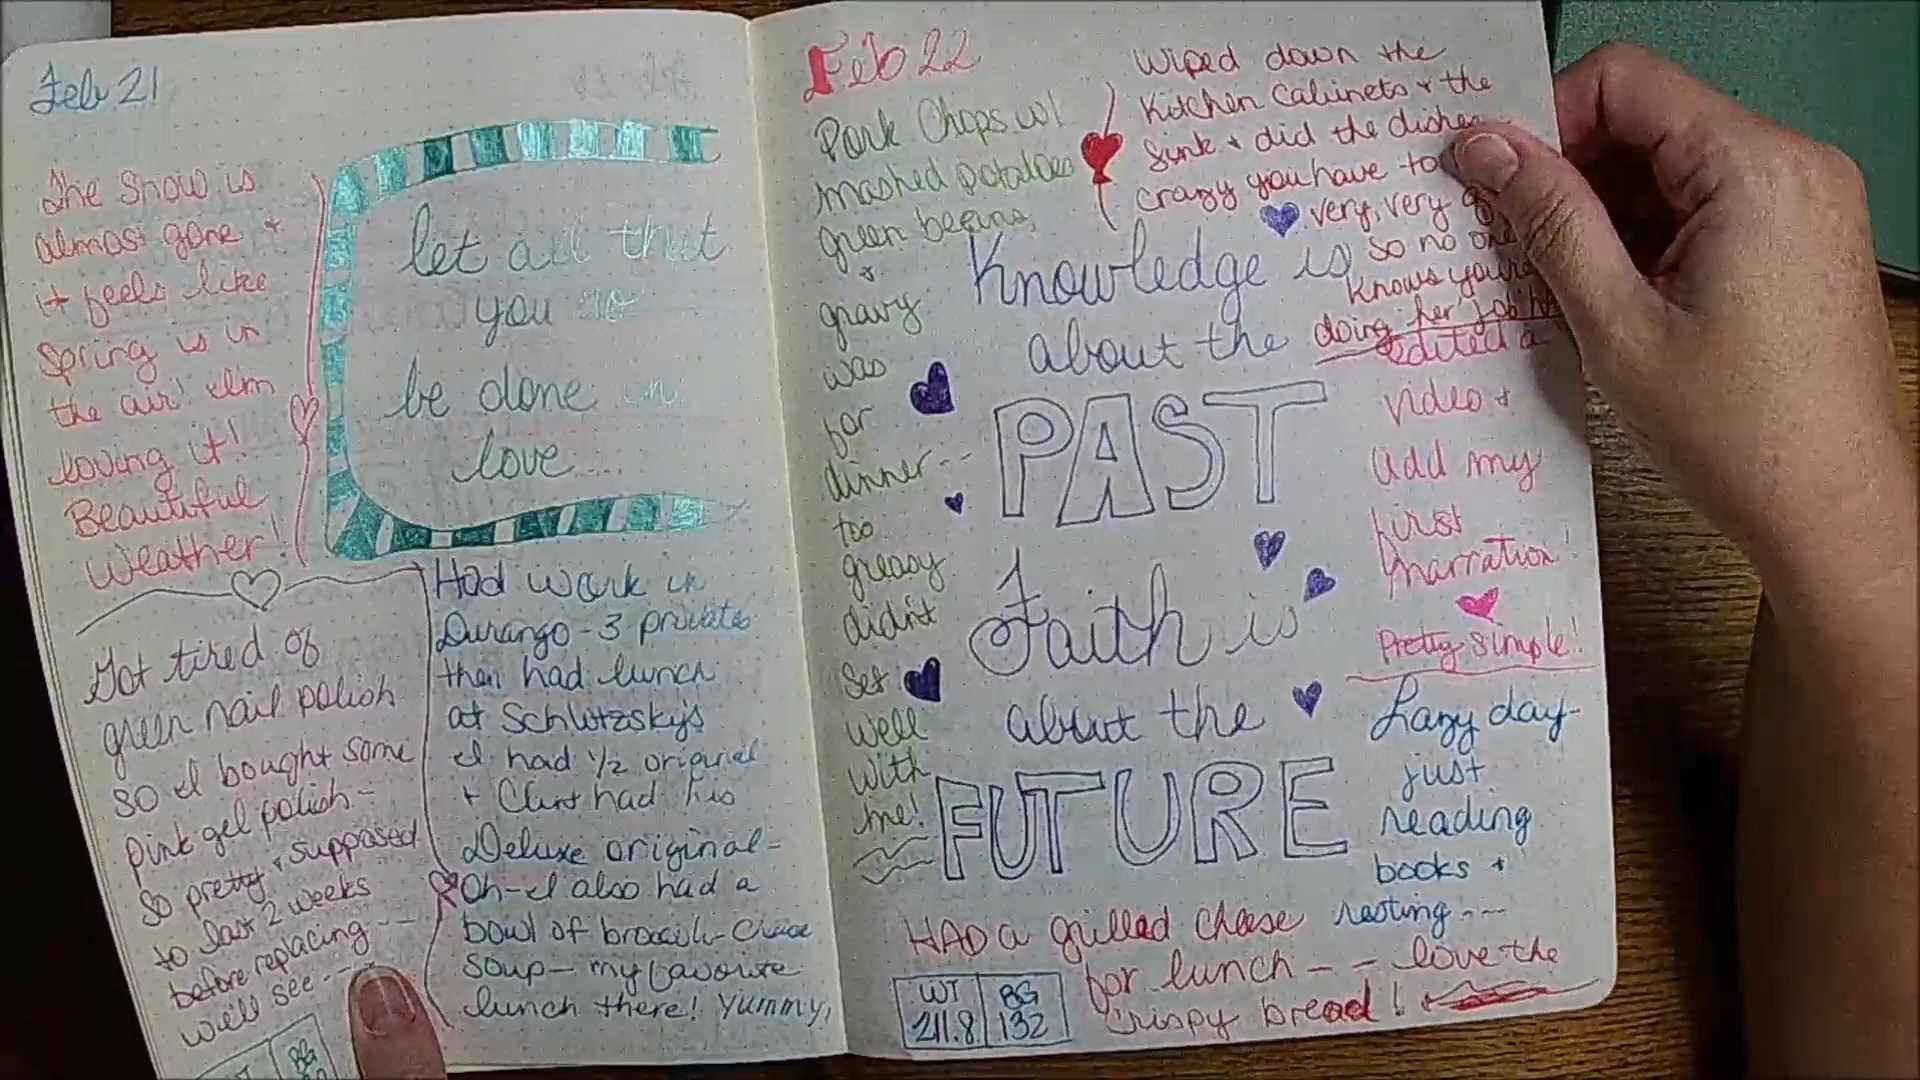 Feb 21
The Snow is
almost gone +
it feels like
Spring is in
the air! I'm
loving it!
Beautiful
Weather!
let all that
you do
be done in
love....
Got tired of
green nail polish
so I bought some
pink gel polish-
so pretty + supposed
to last 2 weeks
before replacing---
we'll see---
Had work in
Durango-3 privates
then had lunch
at Schlotzsky's
I had 1/2 original
+ Clint had his
Deluxe original-
Oh-I also had a
bowl of
soup- my favorite
lunch there! Yummy!
WT
BG
Feb 22
Pork Chops w/
mashed potatoes
green beans,
+
gravy
was
for
dinner---
too
greasy
didn't
set
well
with
me!
Wiped down the
Kitchen Cabinets + the
Sink + did the dishes
crazy you have to
very, very
so no one
knows you're
doing her job
edited a
video +
add my
first
narration!
Pretty simple!
Knowledge is
about the
PAST
Faith is
about the
FUTURE
Lazy day-
just
reading
books +
resting---
HAD a grilled cheese
for lunch -- love the
crispy bread!
WT
211.8
BG
132